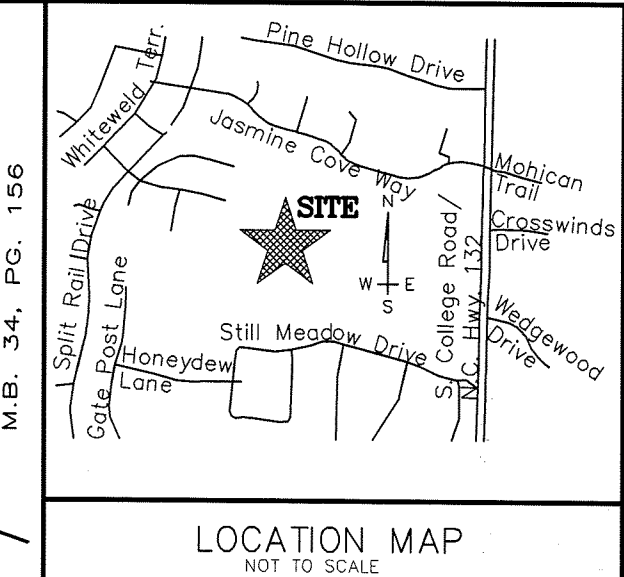 M.B. 34, PG. 156
Pine Hollow Drive
Whiteweld Terr.
Jasmine Cove Way
Mohican
Trail
SITE
N
W E
S
Crosswinds
Drive
S. College Road/
N.C. Hwy. 132
Split Rail Drive
Gate Post Lane
Honeydew
Lane
Still Meadow Drive
Wedgewood
Drive
LOCATION MAP
NOT TO SCALE